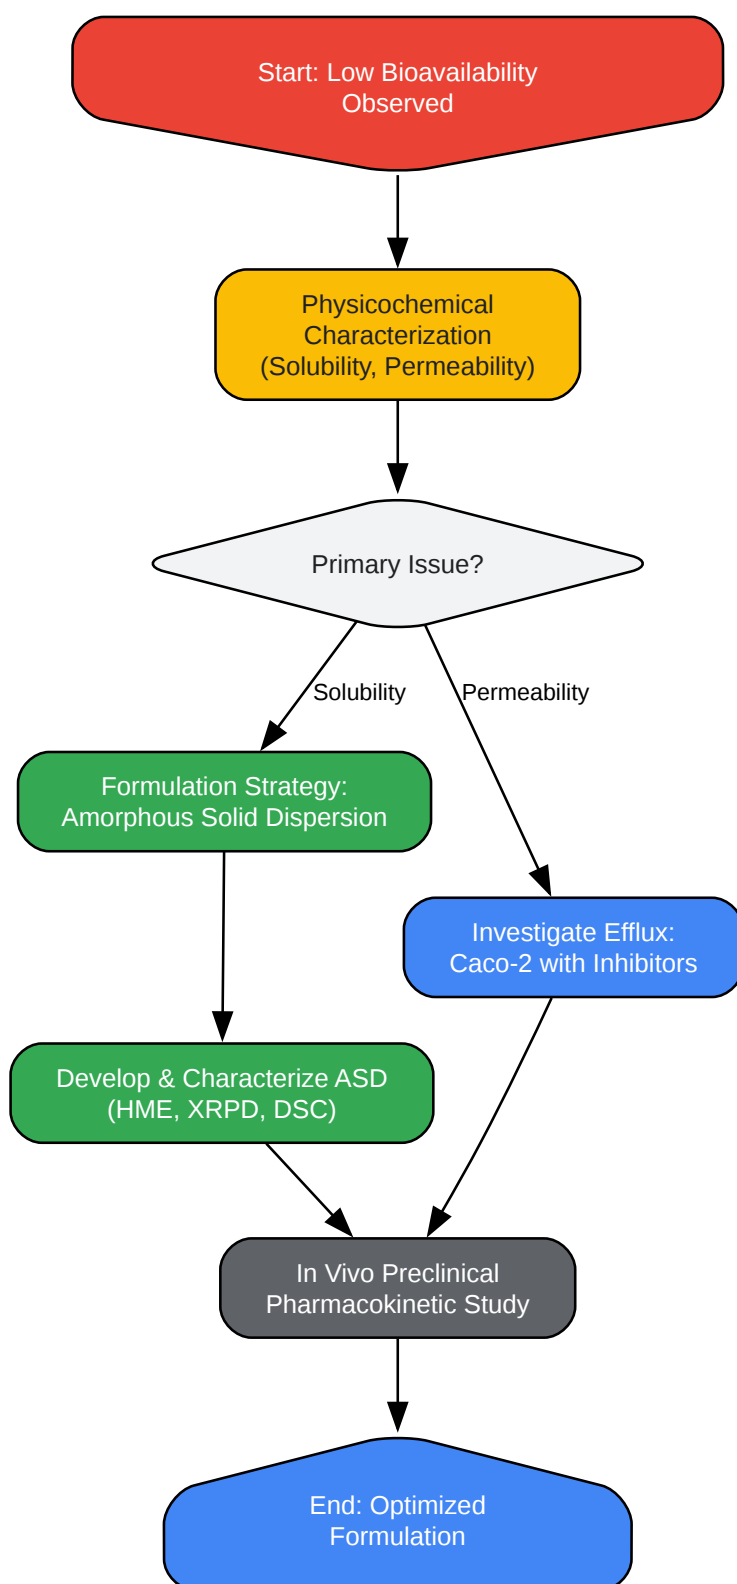 Start: Low Bioavailability
Observed
Physicochemical
Characterization
(Solubility, Permeability)
Primary Issue?
Solubility
Permeability
Formulation Strategy:
Amorphous Solid Dispersion
Investigate Efflux:
Caco-2 with Inhibitors
Develop & Characterize ASD
(HME, XRPD, DSC)
In Vivo Preclinical
Pharmacokinetic Study
End: Optimized
Formulation